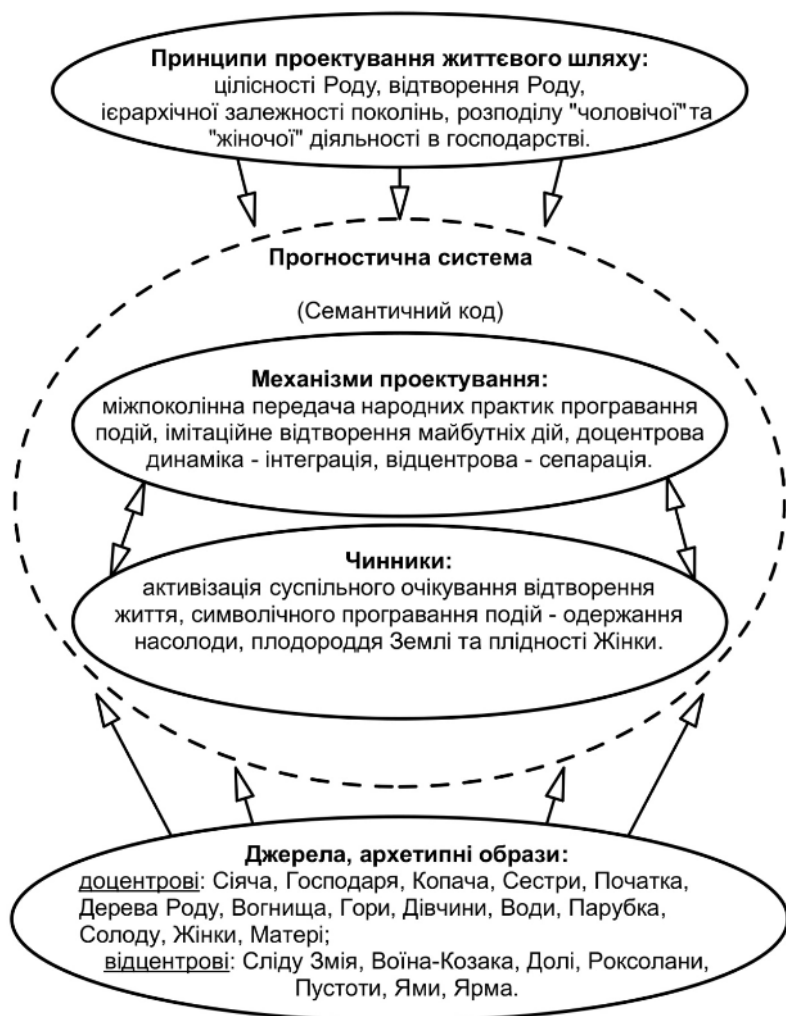 Принципи проектування життєвого шляху:
цілісності Роду, відтворення Роду,
ієрархічної залежності поколінь, розподілу "чоловічої" та
"жіночої" діяльності в господарстві.
Прогностична система
(Семантичний код)
Механізми проектування:
міжпоколінна передача народних практик програвання
подій, імітаційне відтворення майбутніх дій, доцентрова
динаміка - інтеграція, відцентрова - сепарація.
Чинники:
активізація суспільного очікування відтворення
життя, символічного програвання подій - одержання
насолоди, плодороддя Землі та плідності Жінки.
Джерела, архетипні образи:
доцентрові: Сіяча, Господаря, Копача, Сестри, Початка,
Дерева Роду, Вогнища, Гори, Дівчини, Води, Парубка,
Солоду, Жінки, Матері;
відцентрові: Сліду Змія, Воїна-Козака, Долі, Роксолани,
Пустоти, Ями, Ярма.